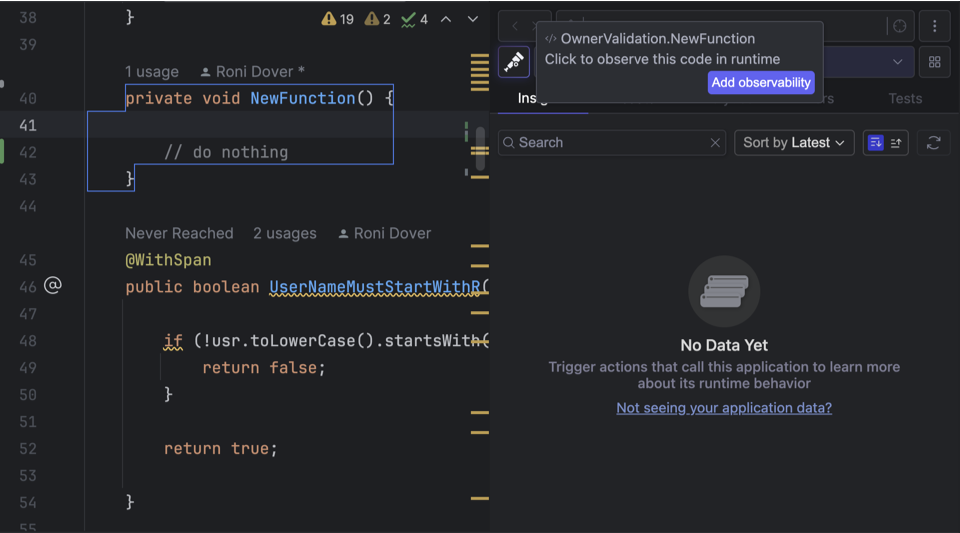 38 } 19 2 4
39
1 usage Roni Dover *
40 private void NewFunction() {
41
42 // do nothing
43 }
44
Never Reached 2 usages Roni Dover
45 @WithSpan
46 public boolean UserNameMustStartWithR(
47
48 if (!usr.toLowerCase().startsWith(
49 return false;
50 }
51
52 return true;
53
54 }
55
</> OwnerValidation.NewFunction
Click to observe this code in runtime
Add observability
Tests
Search
Sort by Latest
No Data Yet
Trigger actions that call this application to learn more
about its runtime behavior
Not seeing your application data?